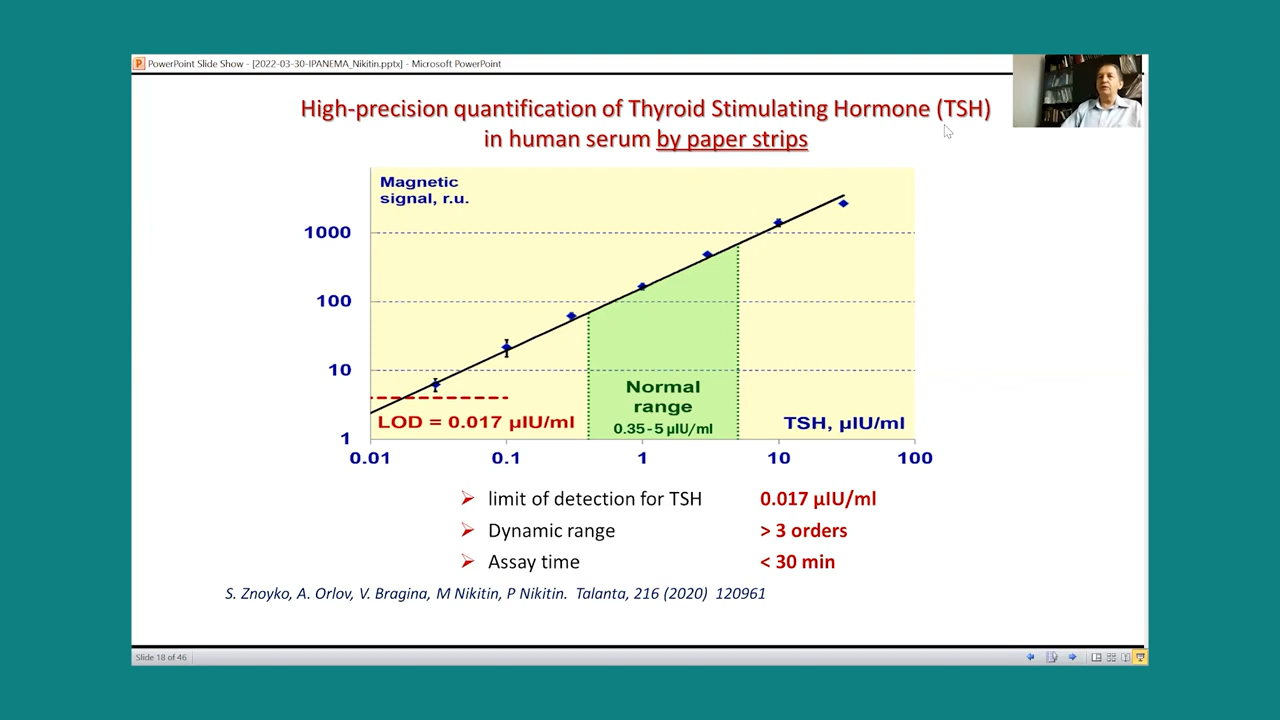 PowerPoint Slide Show - [2022-03-30-IPANEMA_Nikitin.pptx] - Microsoft PowerPoint
High-precision quantification of Thyroid Stimulating Hormone (TSH)
in human serum by paper strips
Magnetic
signal, r.u.
1000
100
10
1
Normal
range
0.35-5 µIU/ml
LOD = 0.017 µIU/ml
TSH, µIU/ml
0.01 0.1 1 10 100
➢ limit of detection for TSH 0.017 µIU/ml
➢ Dynamic range > 3 orders
➢ Assay time < 30 min
S. Znoyko, A. Orlov, V. Bragina, M Nikitin, P Nikitin. Talanta, 216 (2020) 120961
Slide 18 of 46